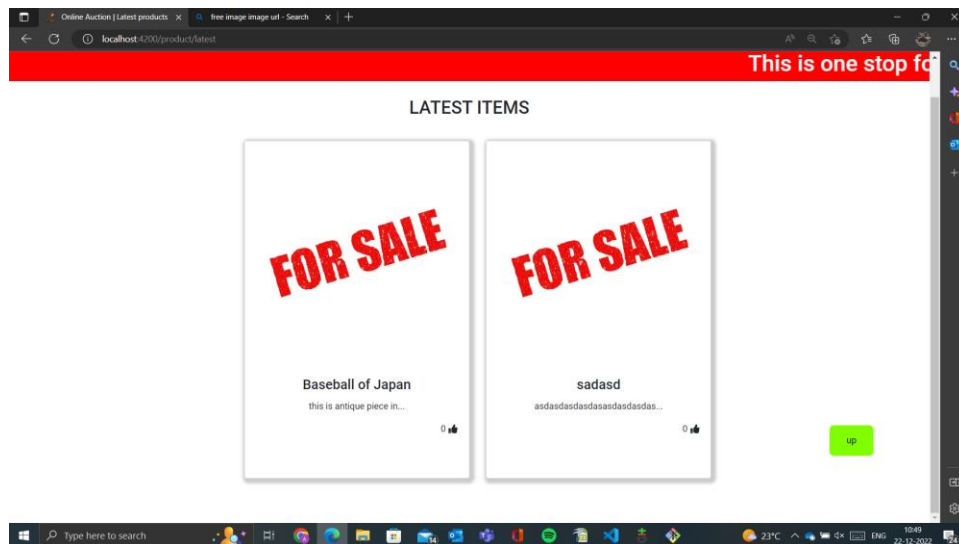 Online Auction | Latest products
free image image url - Search
localhost:4200/product/latest
This is one stop fo
LATEST ITEMS
FOR SALE
FOR SALE
Baseball of Japan
sadasd
this is antique piece in...
asdasdasdasdasasdasdasdas...
0
0
up
Type here to search
23°C
ENG
10:49
22-12-2022